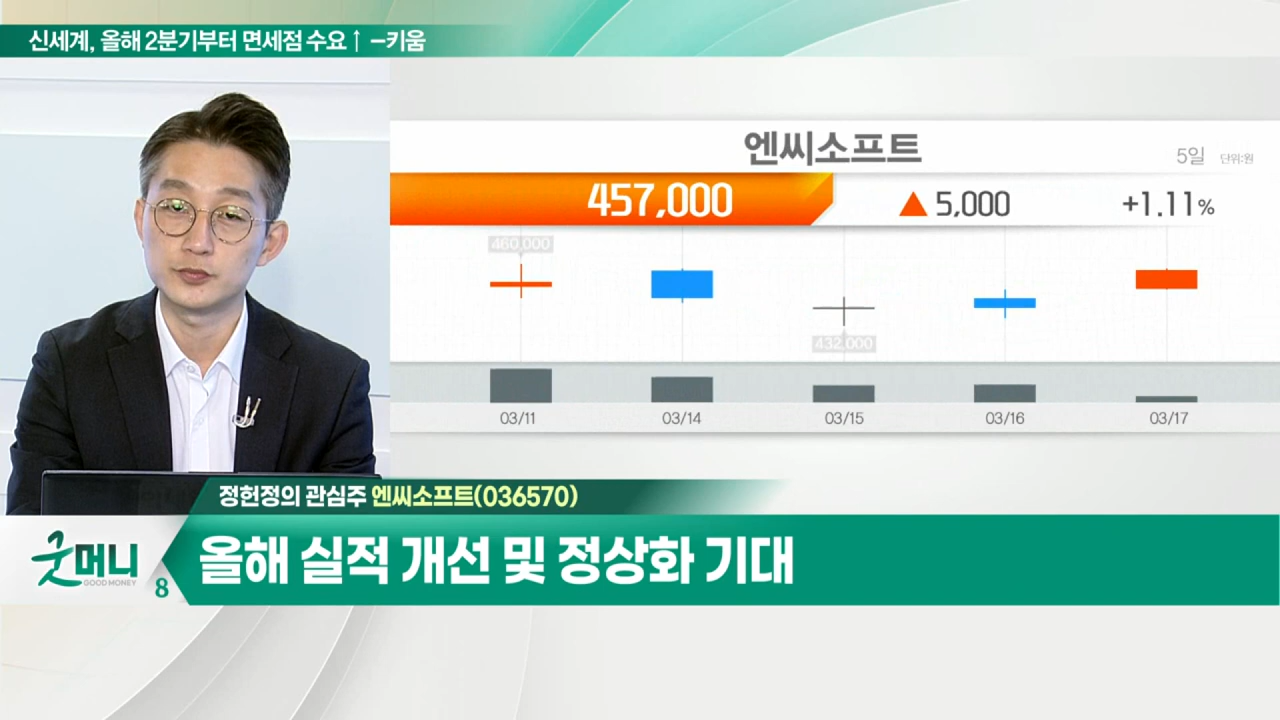 신세계, 올해 2분기부터 면세점 수요↑ -키움
엔씨소프트
5일 단위:원
457,000 ▲ 5,000 +1.11%
460,000
432,000
03/11 03/14 03/15 03/16 03/17
정헌정의 관심주 엔씨소프트(036570)
굿머니
GOOD MONEY
8
올해 실적 개선 및 정상화 기대